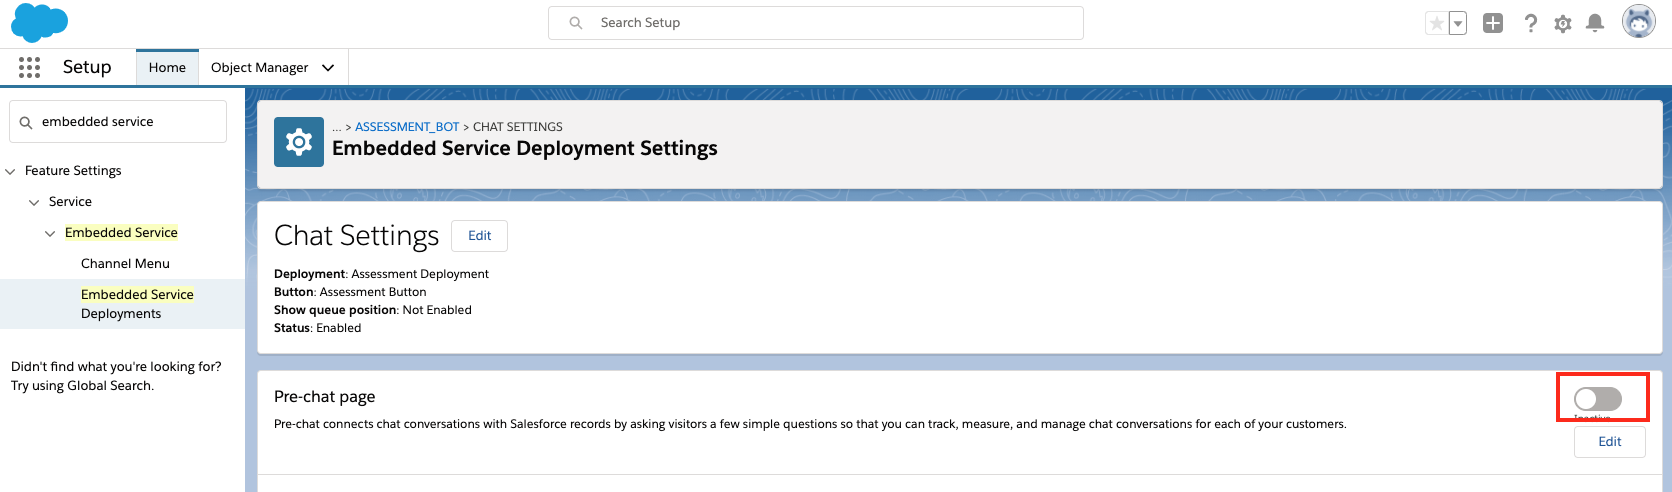 Search Setup
Setup
Home
Object Manager
embedded service
Feature Settings
Service
Embedded Service
Channel Menu
Embedded Service
Deployments
Didn't find what you're looking for?
Try using Global Search.
... > ASSESSMENT_BOT > CHAT SETTINGS
Embedded Service Deployment Settings
Chat Settings
Edit
Deployment: Assessment Deployment
Button: Assessment Button
Show queue position: Not Enabled
Status: Enabled
Pre-chat page
Pre-chat connects chat conversations with Salesforce records by asking visitors a few simple questions so that you can track, measure, and manage chat conversations for each of your customers.
Inactive
Edit